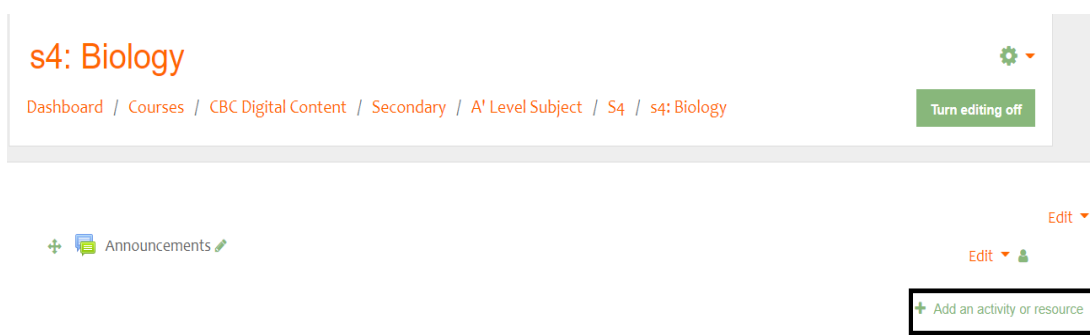 s4: Biology
Dashboard / Courses / CBC Digital Content / Secondary / A' Level Subject / S4 / s4: Biology
Turn editing off
Edit
Announcements
Edit
+ Add an activity or resource